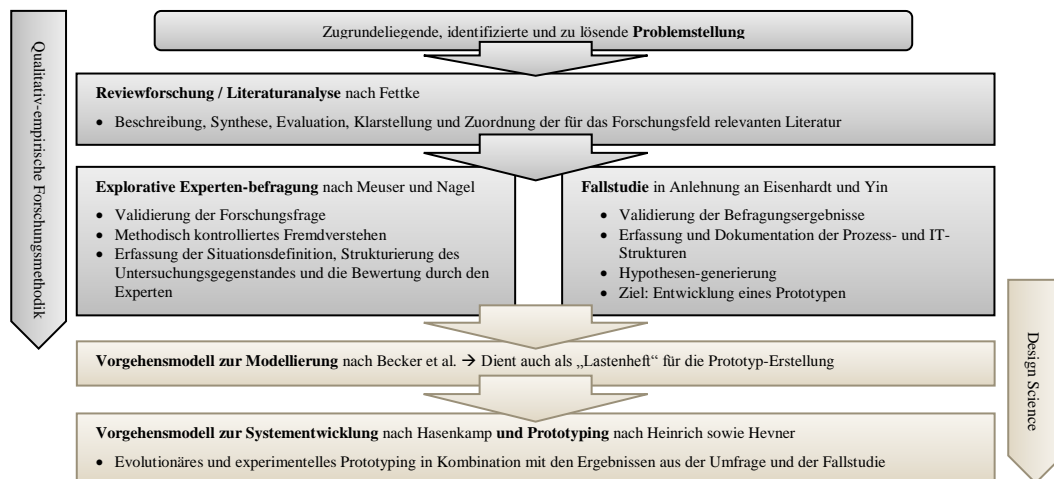 Zugrundeliegende, identifizierte und zu lösende Problemstellung
Qualitativ-empirische Forschungsmethodik
Reviewforschung / Literaturanalyse nach Fettke
• Beschreibung, Synthese, Evaluation, Klarstellung und Zuordnung der für das Forschungsfeld relevanten Literatur
Explorative Experten-befragung nach Meuser und Nagel
• Validierung der Forschungsfrage
• Methodisch kontrolliertes Fremdverstehen
• Erfassung der Situationsdefinition, Strukturierung des
Untersuchungsgegenstandes und die Bewertung durch den
Experten
Fallstudie in Anlehnung an Eisenhardt und Yin
• Validierung der Befragungsergebnisse
• Erfassung und Dokumentation der Prozess- und IT-
Strukturen
• Hypothesen-generierung
• Ziel: Entwicklung eines Prototypen
Vorgehensmodell zur Modellierung nach Becker et al. → Dient auch als „Lastenheft“ für die Prototyp-Erstellung
Design Science
Vorgehensmodell zur Systementwicklung nach Hasenkamp und Prototyping nach Heinrich sowie Hevner
• Evolutionäres und experimentelles Prototyping in Kombination mit den Ergebnissen aus der Umfrage und der Fallstudie